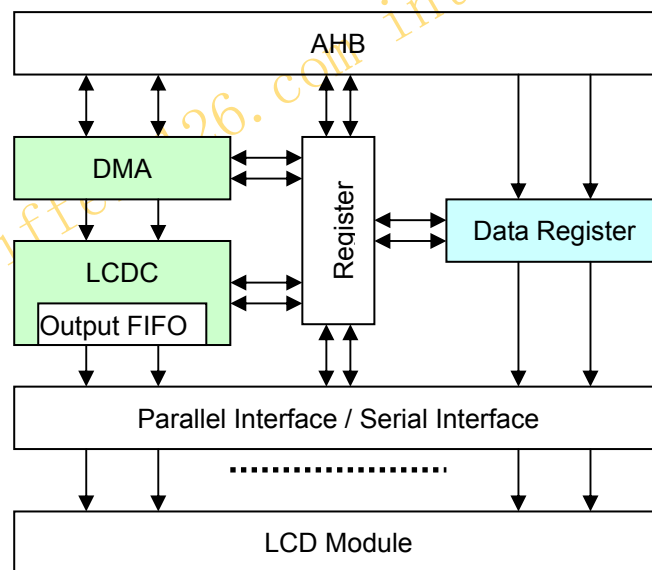 AHB
DMA
Register
Data Register
LCDC
Output FIFO
Parallel Interface / Serial Interface
LCD Module